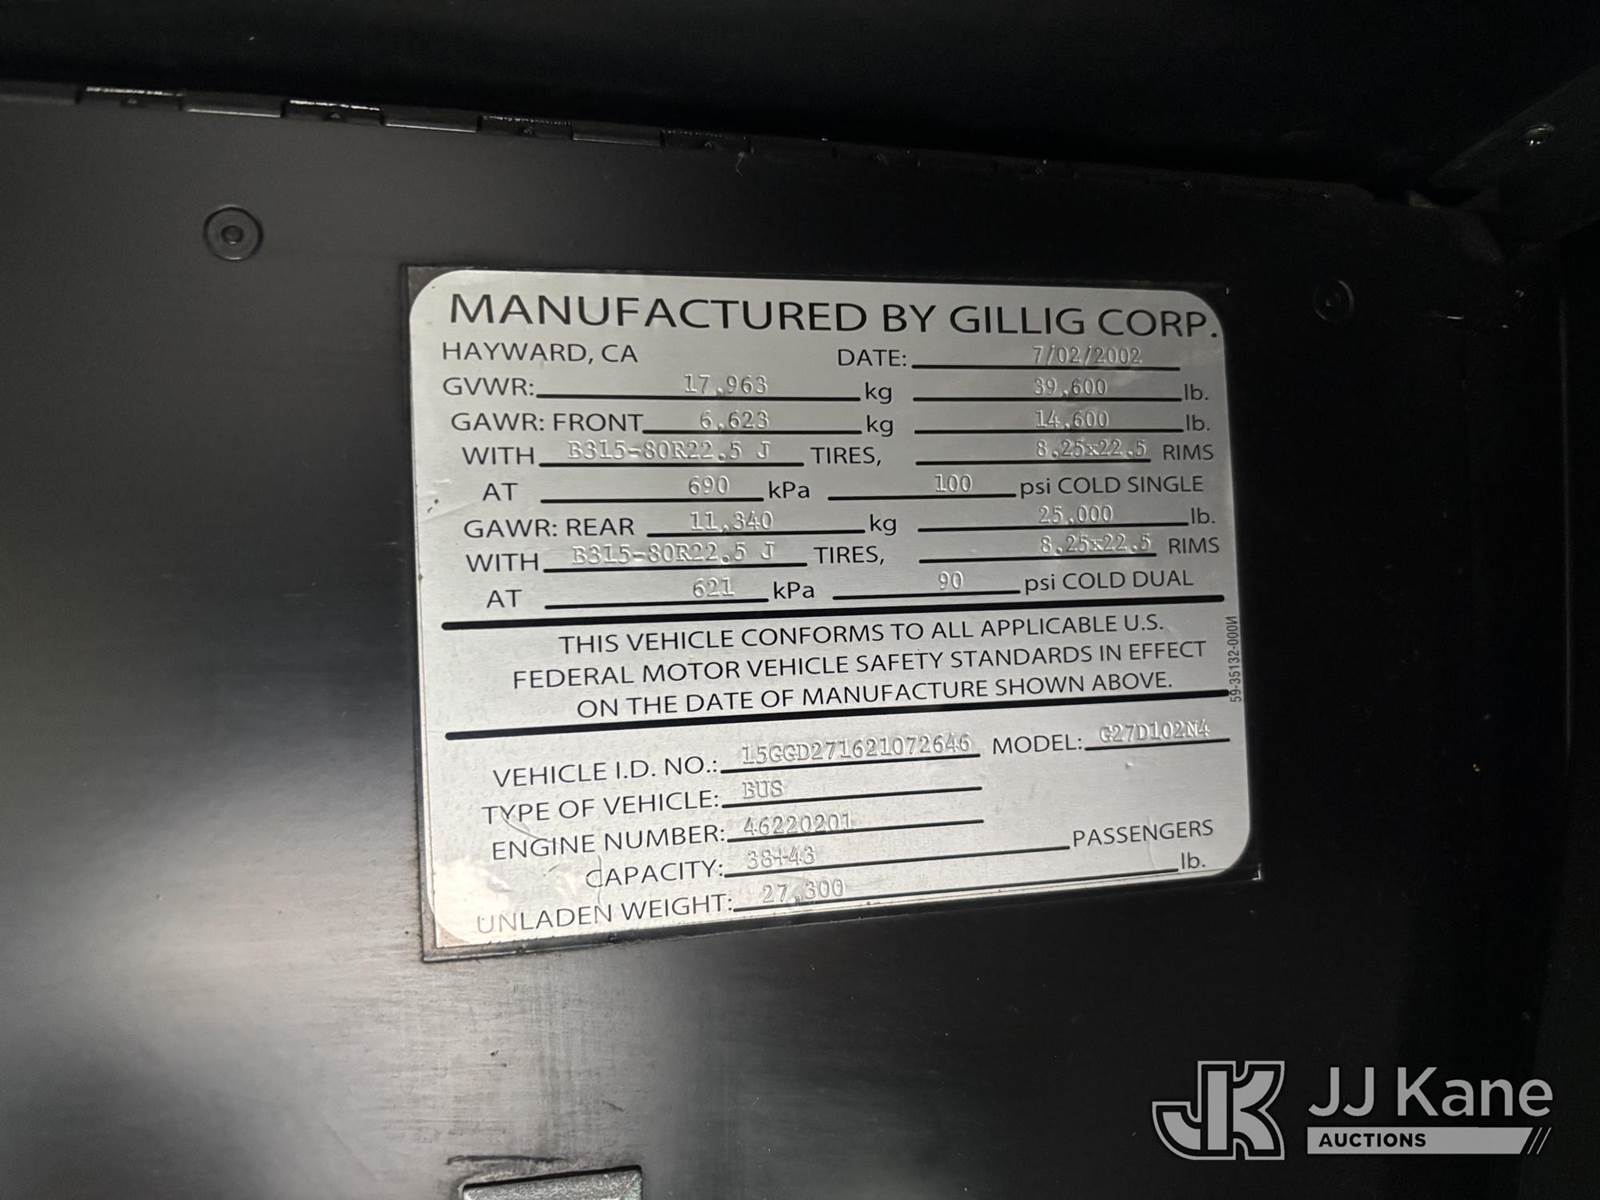 MANUFACTURED BY GILLIG CORP.
HAYWARD, CA DATE: 7/02/2002
GVWR: 17,963 kg 39,600 lb.
GAWR: FRONT 6,623 kg 14,600 lb.
WITH B315-80R22.5 J TIRES, 8.25x22.5 RIMS
AT 690 kPa 100 psi COLD SINGLE
GAWR: REAR 11,340 kg 25,000 lb.
WITH B315-80R22.5 J TIRES, 8.25x22.5 RIMS
AT 621 kPa 90 psi COLD DUAL
THIS VEHICLE CONFORMS TO ALL APPLICABLE U.S.
FEDERAL MOTOR VEHICLE SAFETY STANDARDS IN EFFECT
ON THE DATE OF MANUFACTURE SHOWN ABOVE.
59-35132-000N
VEHICLE I.D. NO.: 15GGD271621072646 MODEL: G27D102N4
TYPE OF VEHICLE: BUS
ENGINE NUMBER: 46220201
CAPACITY: 38+43 PASSENGERS
UNLADEN WEIGHT: 27,300 lb.
JK JJ Kane
AUCTIONS